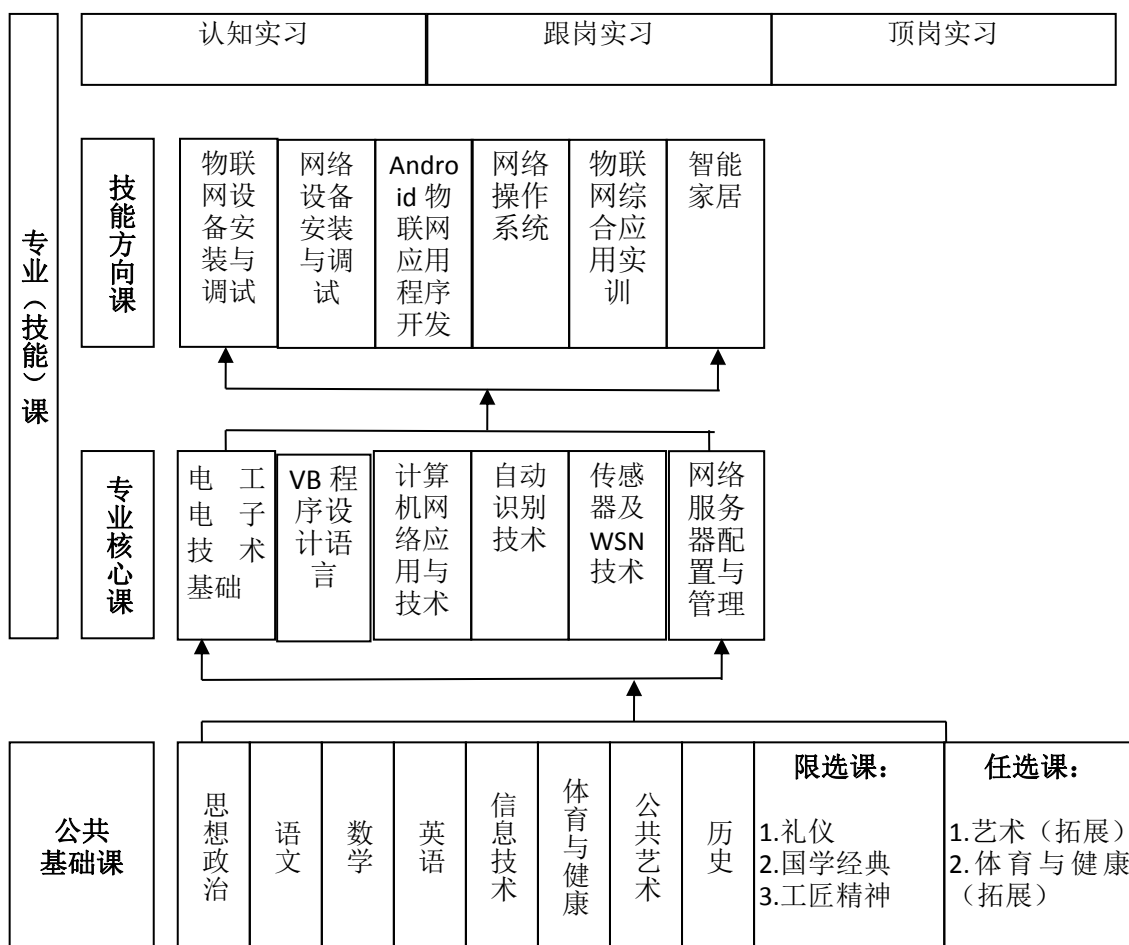 认知实习
跟岗实习
顶岗实习
专业（技能）课
技能方向课
物联
网设
备安
装与
调试
网络
设备
安装
与调
试
Andro
id 物
联网
应用
程序
开发
网络
操作
系统
物联
网综
合应
用实
训
智能
家居
专业核心课
电 工
电 子
技 术
基础
VB 程
序设
计语
言
计算
机网
络应
用与
技术
自动
识别
技术
传感
器及
WSN
技术
网络
服务
器配
置与
管理
公共
基础课
思想政治
语文
数学
英语
信息技术
体育与健康
公共艺术
历史
限选课：
1.礼仪
2.国学经典
3.工匠精神
任选课：
1.艺术（拓展）
2.体育与健康
（拓展）